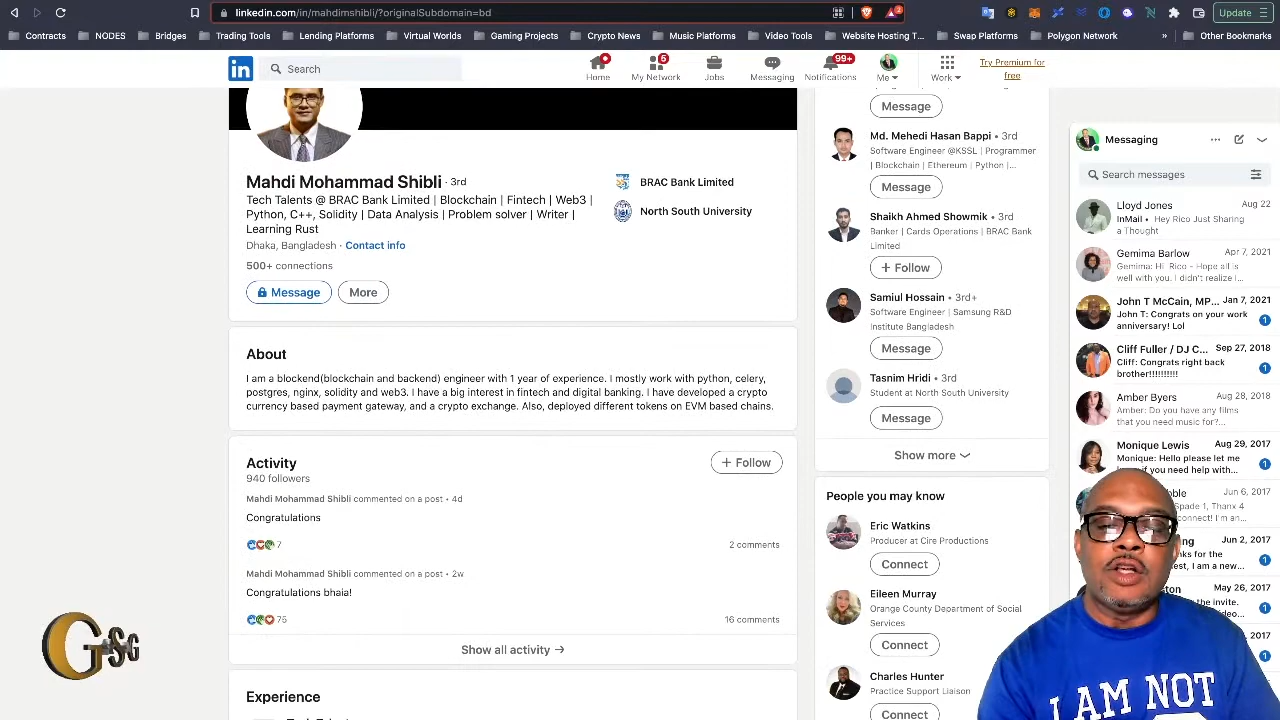 linkedin.com/in/mahdimshibli/?originalSubdomain=bd
Update
Contracts
NODES
Bridges
Trading Tools
Lending Platforms
Virtual Worlds
Gaming Projects
Crypto News
Music Platforms
Video Tools
Website Hosting T...
Swap Platforms
Polygon Network
»
Other Bookmarks
in
Search
Home
5
My Network
Jobs
Messaging
99+
Notifications
Me
Work
Try Premium for
free
Mahdi Mohammad Shibli · 3rd
Tech Talents @ BRAC Bank Limited | Blockchain | Fintech | Web3 |
Python, C++, Solidity | Data Analysis | Problem solver | Writer |
Learning Rust
Dhaka, Bangladesh · Contact info
500+ connections
Message
More
BRAC Bank Limited
North South University
About
I am a blockend(blockchain and backend) engineer with 1 year of experience. I mostly work with python, celery,
postgres, nginx, solidity and web3. I have a big interest in fintech and digital banking. I have developed a crypto
currency based payment gateway, and a crypto exchange. Also, deployed different tokens on EVM based chains.
Activity
940 followers
+ Follow
Mahdi Mohammad Shibli commented on a post • 4d
Congratulations
7
2 comments
Mahdi Mohammad Shibli commented on a post • 2w
Congratulations bhaia!
75
16 comments
Show all activity →
Experience
Message
Md. Mehedi Hasan Bappi • 3rd
Software Engineer @KSSL | Programmer
| Blockchain | Ethereum | Python |...
Message
Shaikh Ahmed Showmik • 3rd
Banker | Cards Operations | BRAC Bank
Limited
+ Follow
Samiul Hossain • 3rd+
Software Engineer | Samsung R&D
Institute Bangladesh
Message
Tasnim Hridi • 3rd
Student at North South University
Message
Show more
People you may know
Eric Watkins
Producer at Cire Productions
Connect
Eileen Murray
Orange County Department of Social
Services
Connect
Charles Hunter
Practice Support Liaison
Connect
Messaging
Search messages
Lloyd Jones
Aug 22
InMail • Hey Rico Just Sharing
a Thought
Gemima Barlow
Apr 7, 2021
Gemima: Hi Rico - Hope all is
well with you. I didn't realize I...
John T McCain, MP...
Jan 7, 2021
John T: Congrats on your work
anniversary! Lol
1
Cliff Fuller / DJ C...
Sep 27, 2018
Cliff: Congrats right back
brother!!!!!!!!!!
1
Amber Byers
Aug 28, 2018
Amber: Do you have any films
that you need music for?...
Monique Lewis
Aug 29, 2017
Monique: Hello please let me
if you need help with...
1
Jun 6, 2017
Spade 1, Thanx 4
connect! I'm an...
Jun 2, 2017
for the
I am a new...
1
May 26, 2017
the invite.
1
2017
1
GSG
I AM NOT